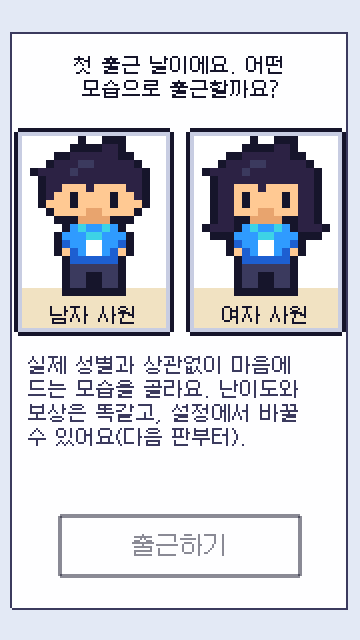 첫 출근 날이에요. 어떤
모습으로 출근할까요?
남자 사원
여자 사원
실제 성별과 상관없이 마음에
드는 모습을 골라요. 난이도와
보상은 똑같고, 설정에서 바꿀
수 있어요(다음 판부터).
출근하기